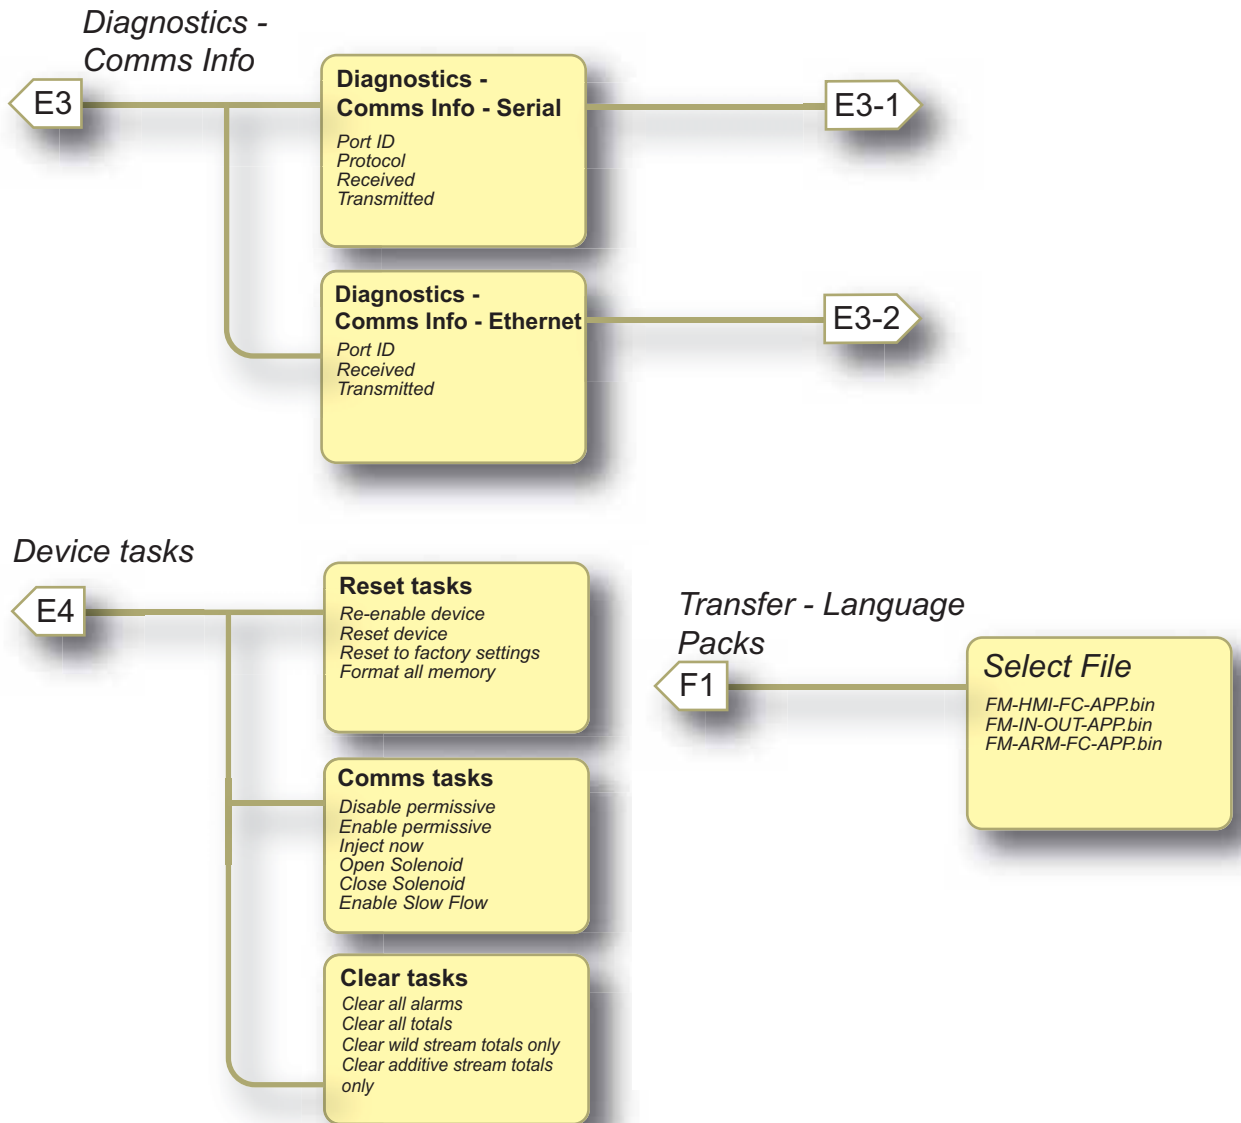 Diagnostics -
Comms Info
E3
Diagnostics -
Comms Info - Serial
Port ID
Protocol
Received
Transmitted
E3-1
Diagnostics -
Comms Info - Ethernet
Port ID
Received
Transmitted
E3-2
Device tasks
E4
Reset tasks
Re-enable device
Reset device
Reset to factory settings
Format all memory
Comms tasks
Disable permissive
Enable permissive
Inject now
Open Solenoid
Close Solenoid
Enable Slow Flow
Clear tasks
Clear all alarms
Clear all totals
Clear wild stream totals only
Clear additive stream totals
only
Transfer - Language
Packs
F1
Select File
FM-HMI-FC-APP.bin
FM-IN-OUT-APP.bin
FM-ARM-FC-APP.bin